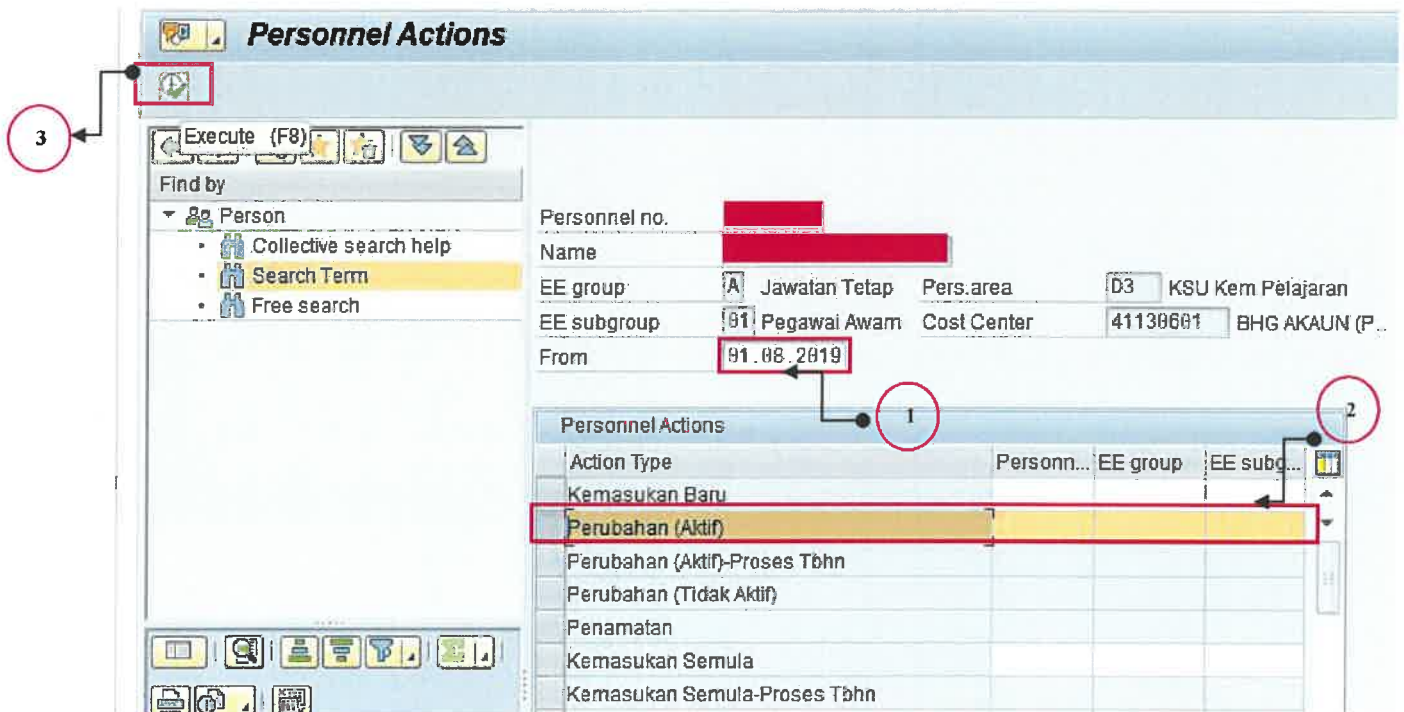 Personnel Actions
3
Execute (F8)
Find by
Person
Collective search help
Search Term
Free search
Personnel no.
Name
EE group A Jawatan Tetap Pers.area D3 KSU Kem Pelajaran
EE subgroup 01 Pegawai Awam Cost Center 41130601 BHG AKAUN (P...
From 01.08.2019
1
2
Personnel Actions
Action Type Personn... EE group EE subg...
Kemasukan Baru
Perubahan (Aktif)
Perubahan (Aktif)-Proses Tbhn
Perubahan (Tidak Aktif)
Penamatan
Kemasukan Semula
Kemasukan Semula-Proses Tbhn